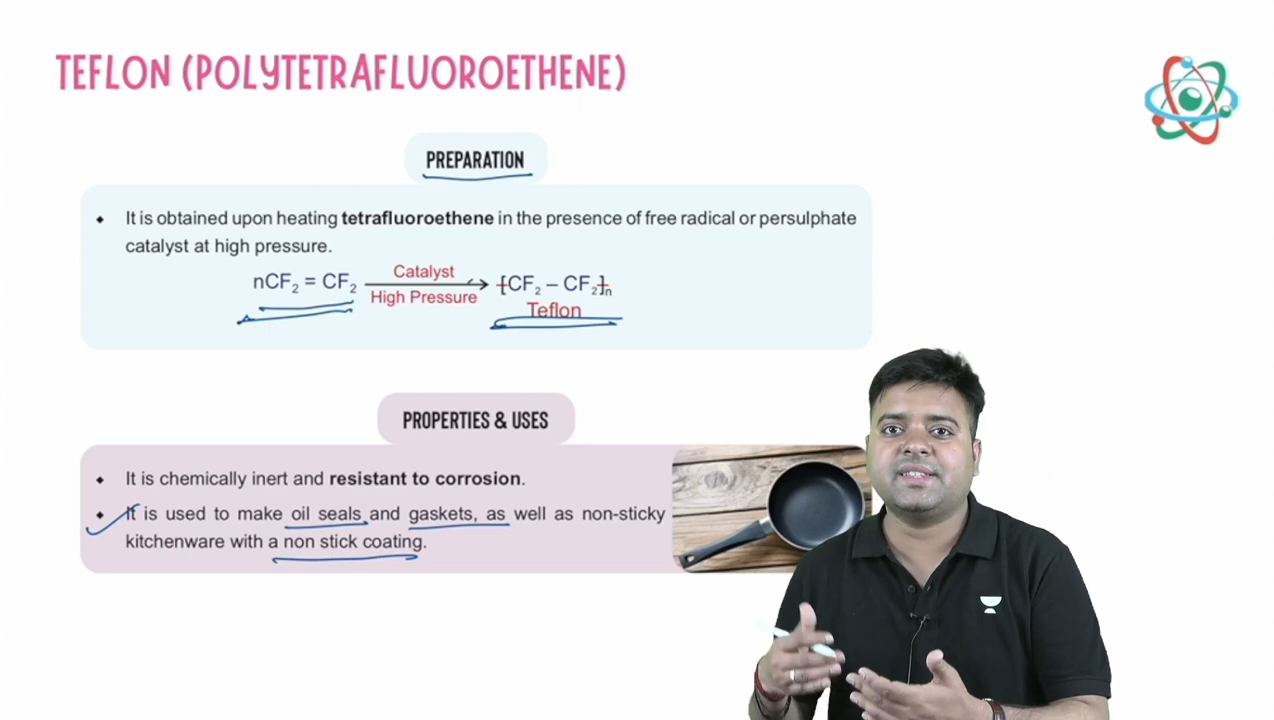 TEFLON (POLYTETRAFLUOROETHENE)
PREPARATION
• It is obtained upon heating tetrafluoroethene in the presence of free radical or persulphate
catalyst at high pressure.
nCF₂ = CF₂ Catalyst High Pressure → [CF₂ – CF₂]ₙ
Teflon
PROPERTIES & USES
• It is chemically inert and resistant to corrosion.
• It is used to make oil seals and gaskets, as well as non-sticky
kitchenware with a non stick coating.